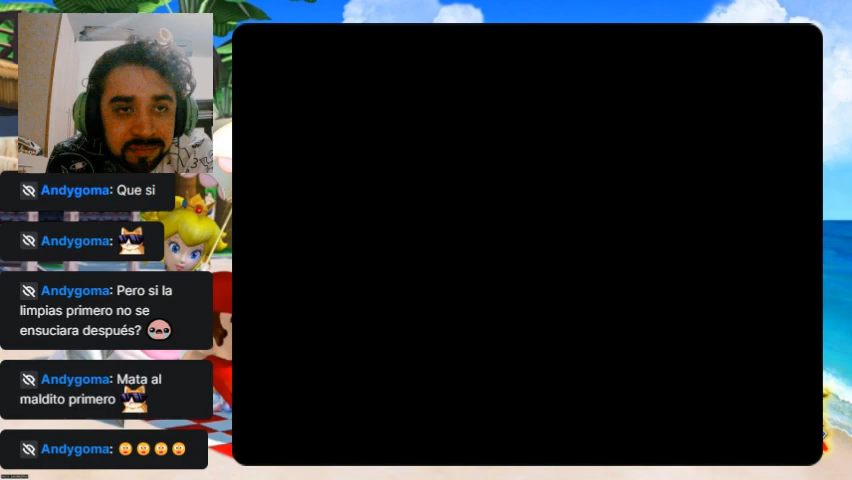 Andygoma: Que si
Andygoma:
Andygoma: Pero si la
limpias primero no se
ensuciara después?
Andygoma: Mata al
maldito primero
Andygoma: